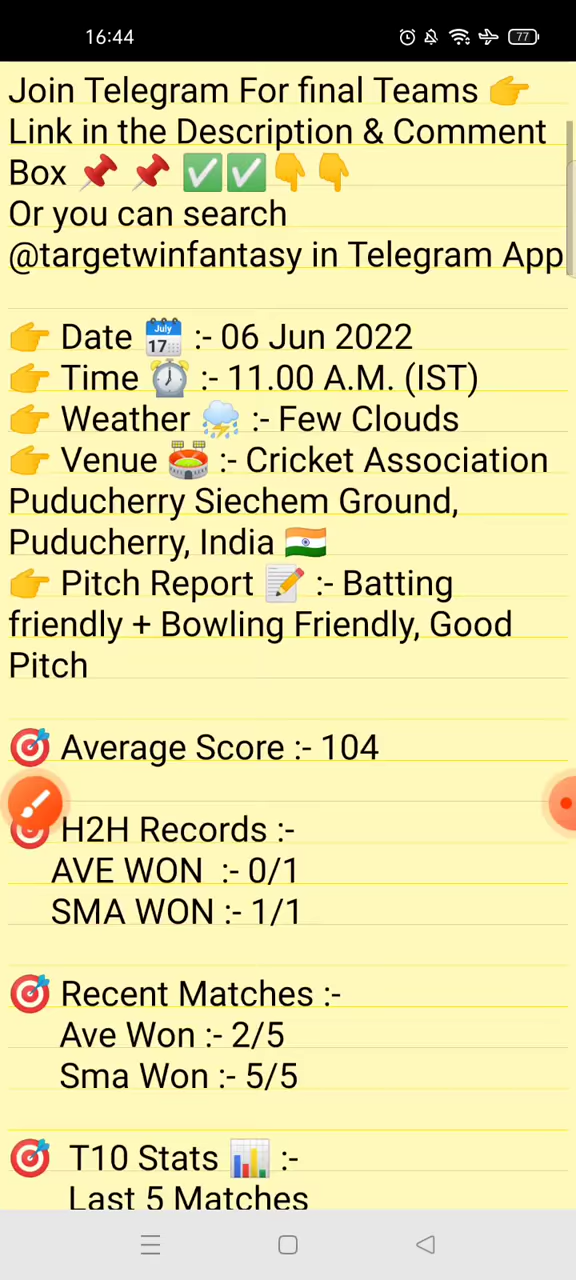 16:44
77
Join Telegram For final Teams 👉
Link in the Description & Comment
Box 📌 📌 ✅✅👇👇
Or you can search
@targetwinfantasy in Telegram App
👉 Date 📅 :- 06 Jun 2022
👉 Time ⏰ :- 11.00 A.M. (IST)
👉 Weather ⛈️ :- Few Clouds
👉 Venue 🏟️ :- Cricket Association
Puducherry Siechem Ground,
Puducherry, India 🇮🇳
👉 Pitch Report 📝 :- Batting
friendly + Bowling Friendly, Good
Pitch
🎯 Average Score :- 104
🎯 H2H Records :-
AVE WON :- 0/1
SMA WON :- 1/1
🎯 Recent Matches :-
Ave Won :- 2/5
Sma Won :- 5/5
🎯 T10 Stats 📊 :-
Last 5 Matches